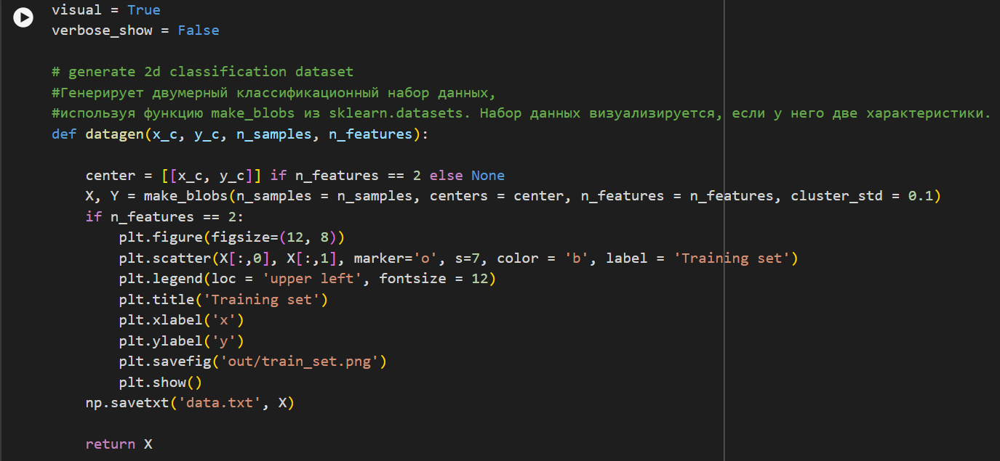 visual = True
verbose_show = False
# generate 2d classification dataset
#Генерирует двумерный классификационный набор данных,
#используя функцию make_blobs из sklearn.datasets. Набор данных визуализируется, если у него две характеристики.
def datagen(x_c, y_c, n_samples, n_features):
    center = [[x_c, y_c]] if n_features == 2 else None
    X, Y = make_blobs(n_samples = n_samples, centers = center, n_features = n_features, cluster_std = 0.1)
    if n_features == 2:
        plt.figure(figsize=(12, 8))
        plt.scatter(X[:,0], X[:,1], marker='o', s=7, color = 'b', label = 'Training set')
        plt.legend(loc = 'upper left', fontsize = 12)
        plt.title('Training set')
        plt.xlabel('x')
        plt.ylabel('y')
        plt.savefig('out/train_set.png')
        plt.show()
    np.savetxt('data.txt', X)
    return X